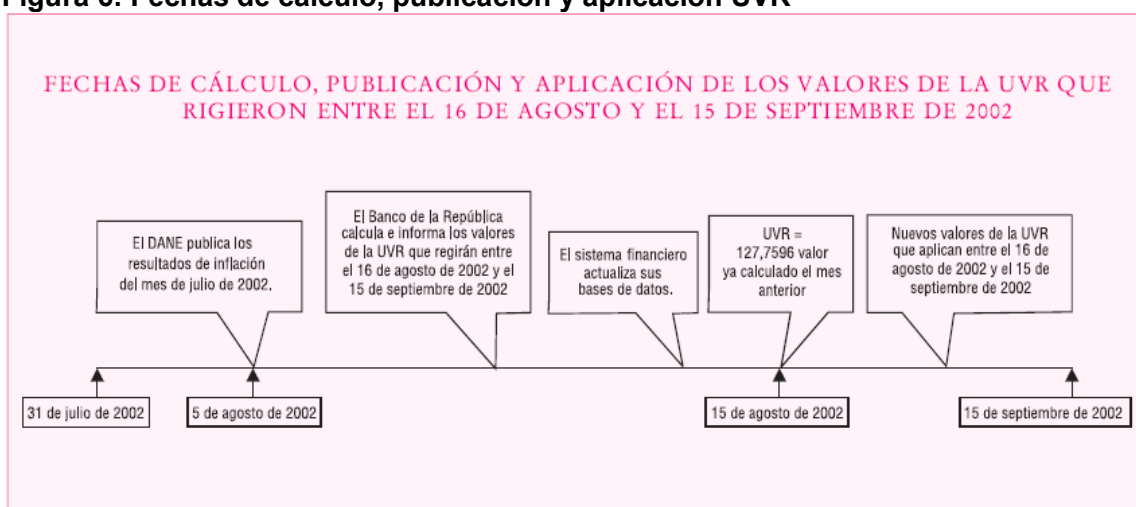 Figura 6. Fechas de cálculo, publicación y aplicación UVR
FECHAS DE CÁLCULO, PUBLICACIÓN Y APLICACIÓN DE LOS VALORES DE LA UVR QUE
RIGIERON ENTRE EL 16 DE AGOSTO Y EL 15 DE SEPTIEMBRE DE 2002
El DANE publica los
resultados de inflación
del mes de julio de 2002.
El Banco de la República
calcula e informa los valores
de la UVR que regirán entre
el 16 de agosto de 2002 y el
15 de septiembre de 2002
El sistema financiero
actualiza sus
bases de datos.
UVR =
127,7596 valor
ya calculado el mes
anterior
Nuevos valores de la UVR
que aplican entre el 16 de
agosto de 2002 y el 15 de
septiembre de 2002
31 de julio de 2002
5 de agosto de 2002
15 de agosto de 2002
15 de septiembre de 2002